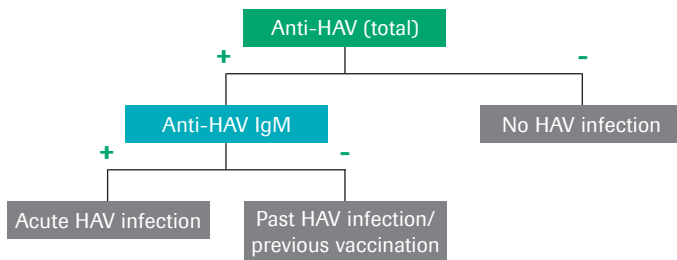 Anti-HAV (total)
+
-
Anti-HAV IgM
No HAV infection
+
-
Acute HAV infection
Past HAV infection/
previous vaccination